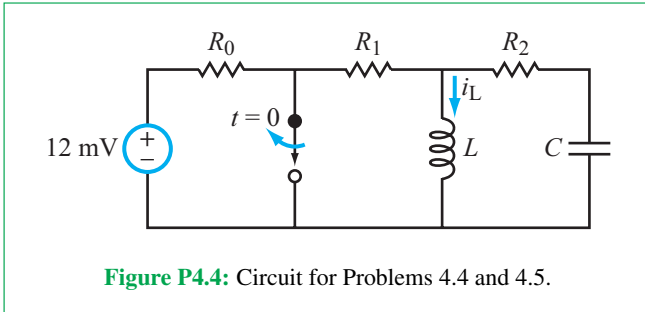 R0 R1 R2
t = 0 iL
12 mV + − L C
Figure P4.4: Circuit for Problems 4.4 and 4.5.